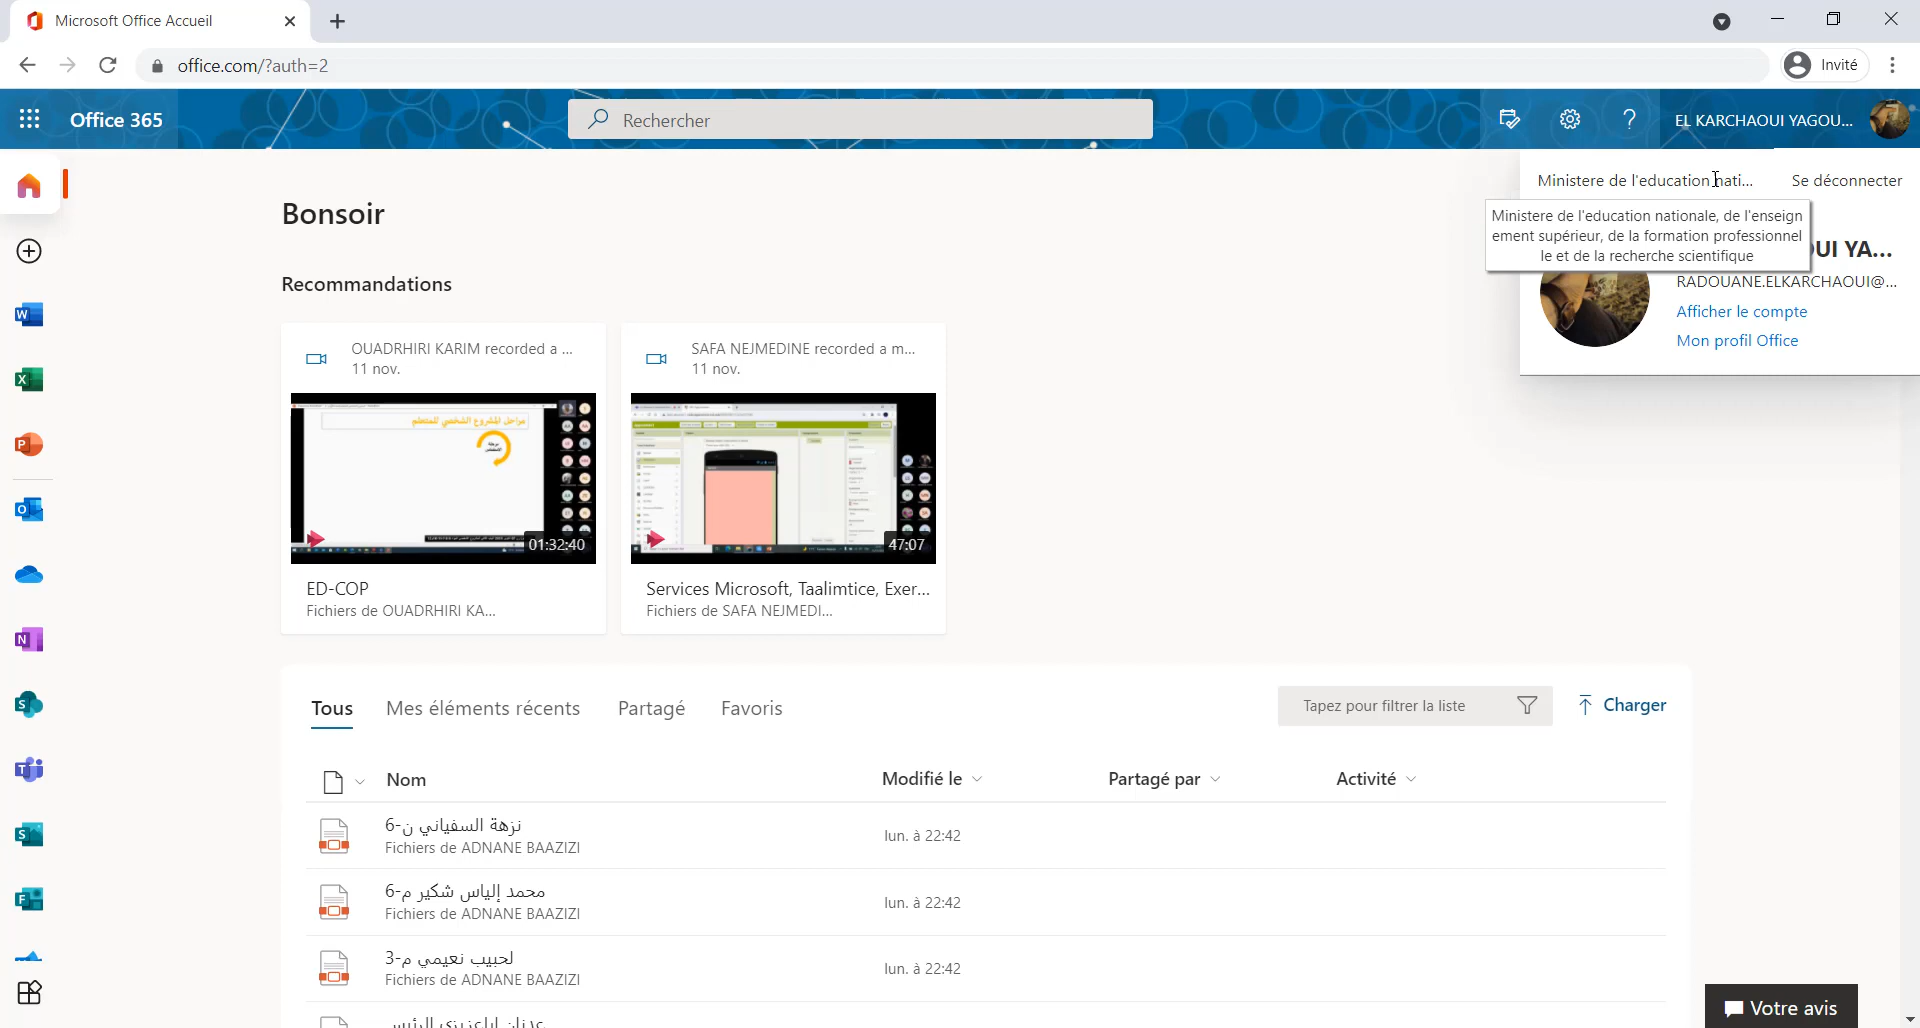 Microsoft Office Accueil
office.com/?auth=2
Invité
Office 365
Rechercher
EL KARCHAOUI YAGOU...
Ministere de l'education nati...
Se déconnecter
Ministere de l'education nationale, de l'enseign
ement supérieur, de la formation professionnel
le et de la recherche scientifique
OUI YA...
RADOUANE.ELKARCHAOUI@...
Afficher le compte
Mon profil Office
Bonsoir
Recommandations
OUADRHIRI KARIM recorded a ...
11 nov.
SAFA NEJMEDINE recorded a m...
11 nov.
مراحل المشروع الشخصي للمتعلم
01:32:40
47:07
ED-COP
Fichiers de OUADRHIRI KA...
Services Microsoft, Taalimtice, Exer...
Fichiers de SAFA NEJMEDI...
Tous
Mes éléments récents
Partagé
Favoris
Tapez pour filtrer la liste
Charger
Nom
Modifié le
Partagé par
Activité
نزهة السفياني ن-6
Fichiers de ADNANE BAAZIZI
lun. à 22:42
محمد إلياس شكير م-6
Fichiers de ADNANE BAAZIZI
lun. à 22:42
لحبيب نعيمي م-3
Fichiers de ADNANE BAAZIZI
lun. à 22:42
Votre avis